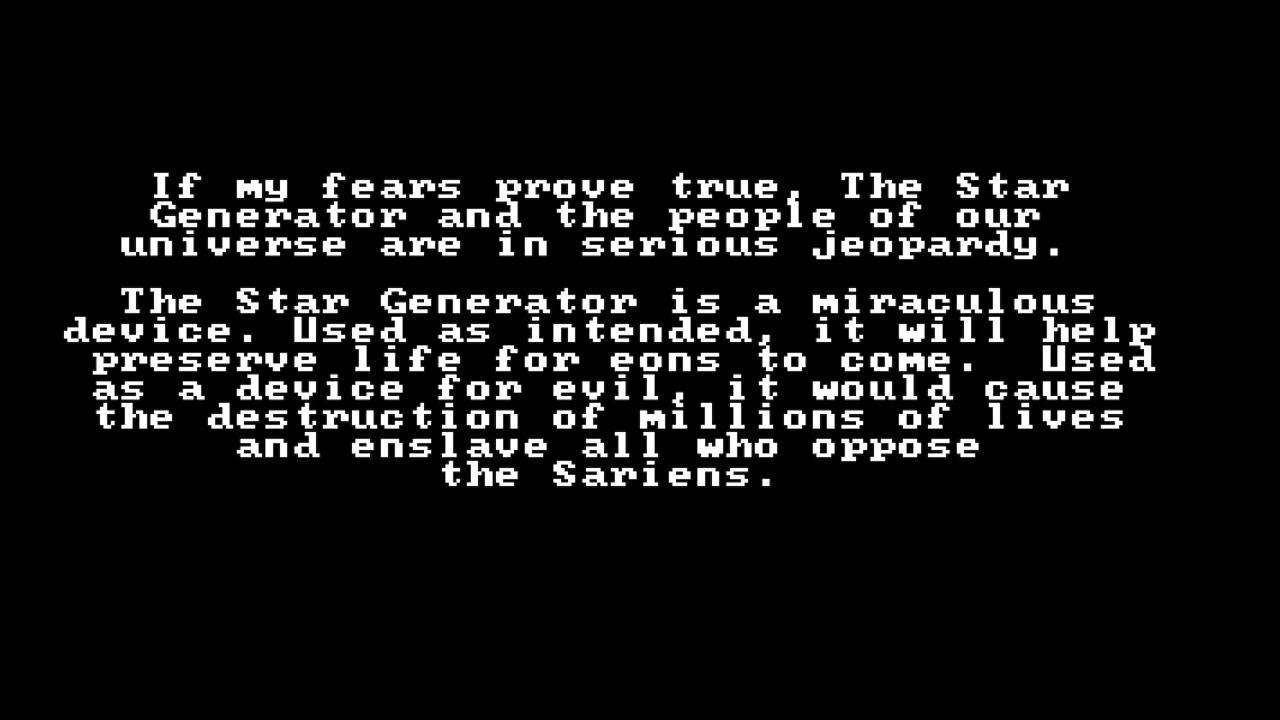 If my fears prove true, The Star
Generator and the people of our
universe are in serious jeopardy.
The Star Generator is a miraculous
device. Used as intended, it will help
preserve life for eons to come.  Used
as a device for evil, it would cause
the destruction of millions of lives
and enslave all who oppose
the Sariens.